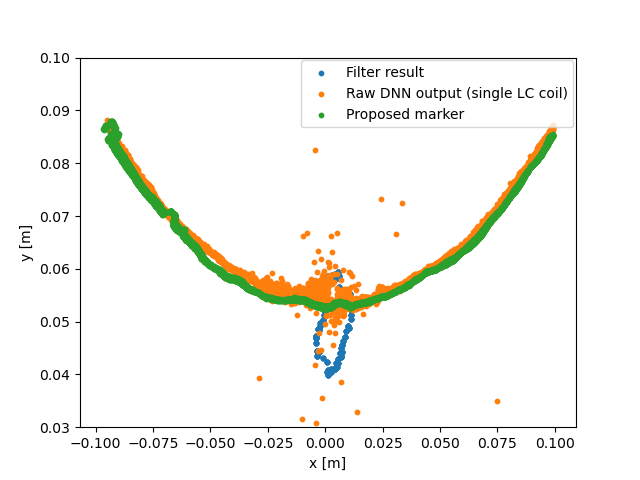 0.10
0.09
0.08
0.07
0.06
0.05
0.04
0.03
y [m]
Filter result
Raw DNN output (single LC coil)
Proposed marker
−0.100 −0.075 −0.050 −0.025 0.000 0.025 0.050 0.075 0.100
x [m]